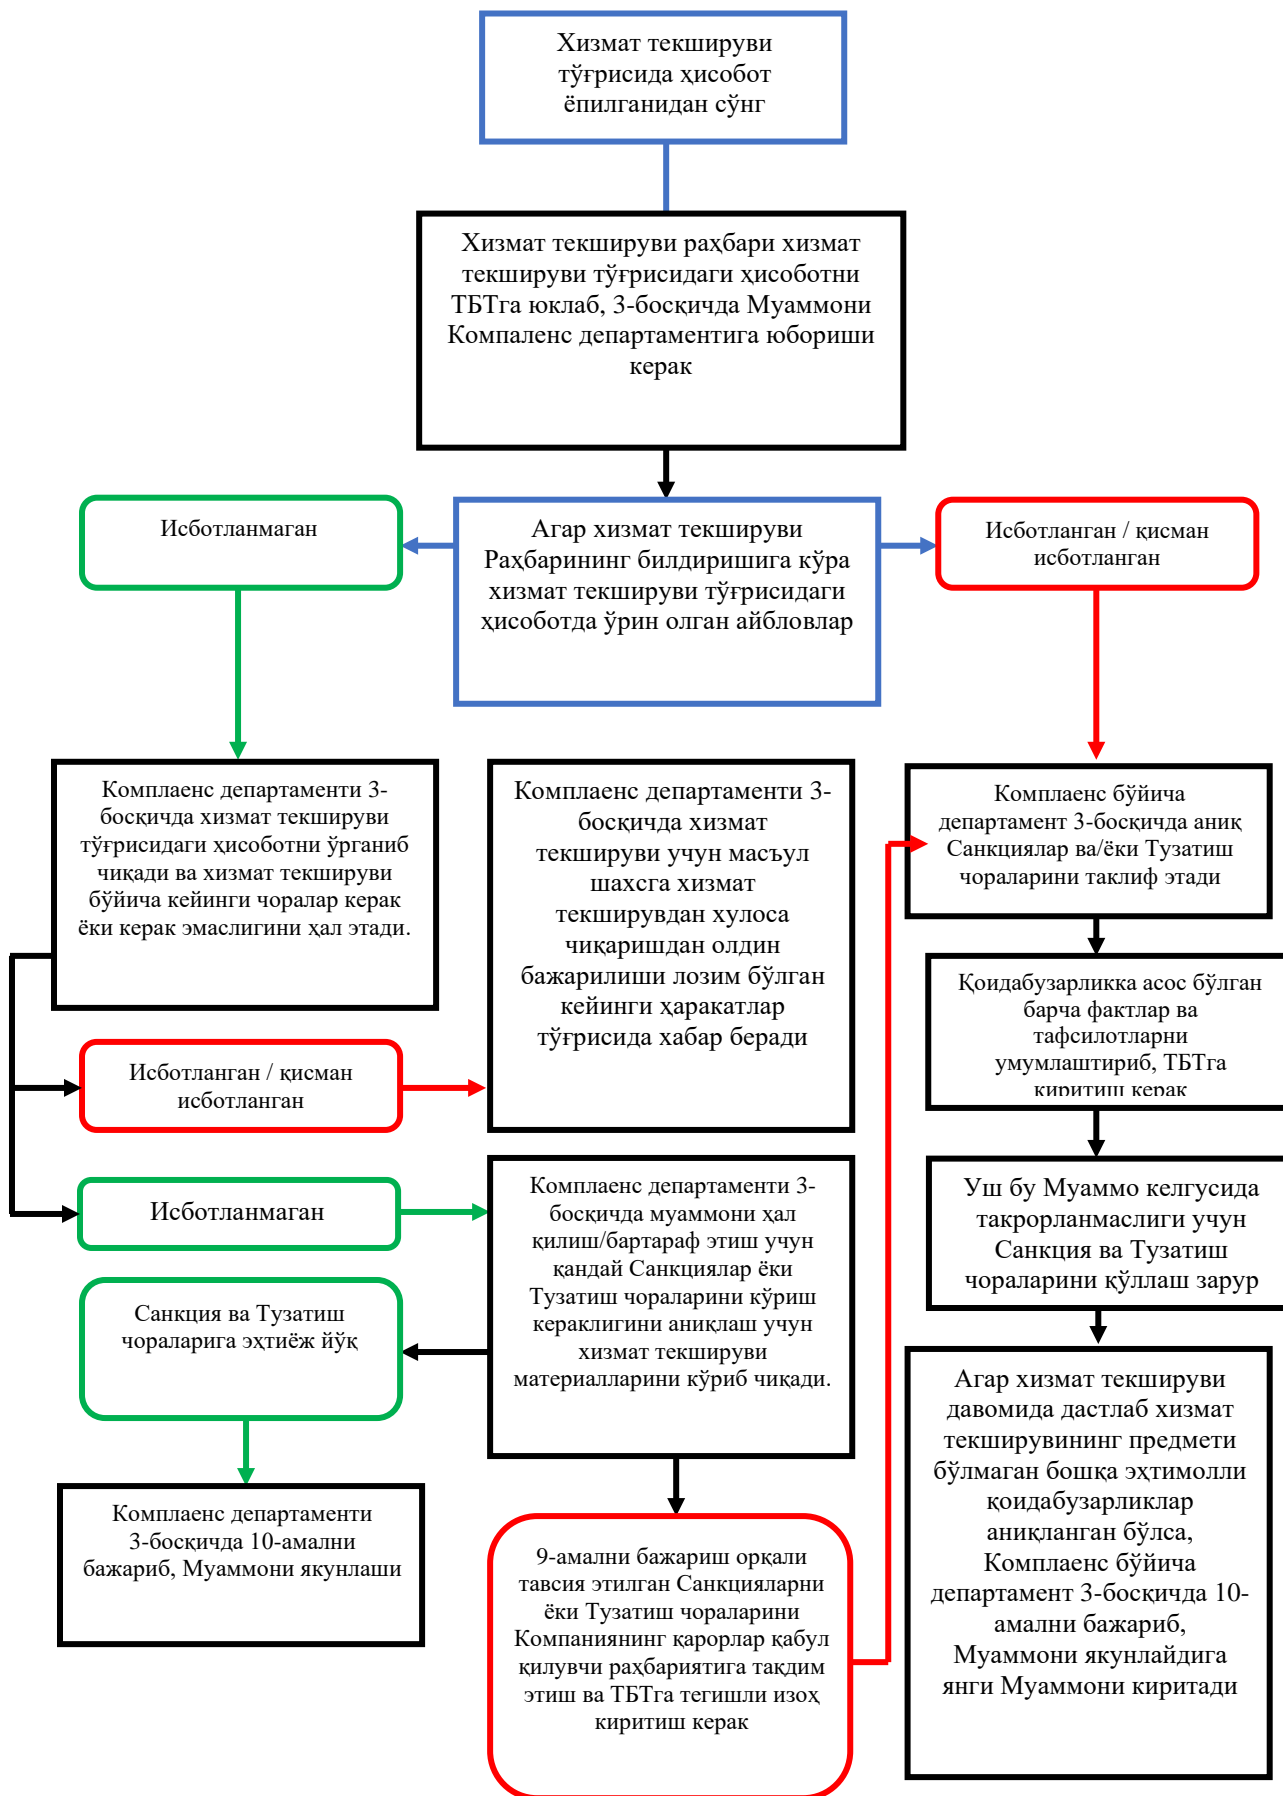 Хизмат текшируви
тўғрисида ҳисобот
ёпилганидан сўнг
Хизмат текшируви раҳбари хизмат
текшируви тўғрисидаги ҳисоботни
ТБТга юклаб, 3-босқичда Муаммони
Компаленс департаментига юбориши
керак
Исботланмаган
Агар хизмат текшируви
Раҳбарининг билдиришига кўра
хизмат текшируви тўғрисидаги
ҳисоботда ўрин олган айбловлар
Исботланган / қисман
исботланган
Комплаенс департаменти 3-
босқичда хизмат текшируви
тўғрисидаги ҳисоботни ўрганиб
чиқади ва хизмат текшируви
бўйича кейинги чоралар керак
ёки керак эмаслигини ҳал этади.
Комплаенс департаменти 3-
босқичда хизмат
текшируви учун масъул
шахсга хизмат
текширувдан хулоса
чиқаришдан олдин
бажарилиши лозим бўлган
кейинги ҳаракатлар
тўғрисида хабар беради
Комплаенс бўйича
департамент 3-босқичда аниқ
Санкциялар ва/ёки Тузатиш
чораларини таклиф этади
Қоидабузарликка асос бўлган
барча фактлар ва
тафсилотларни
умумлаштириб, ТБТга
киритиш керак
Исботланган / қисман
исботланган
Исботланмаган
Комплаенс департаменти 3-
босқичда муаммони ҳал
қилиш/бартараф этиш учун
қандай Санкциялар ёки
Тузатиш чораларини кўриш
кераклигини аниқлаш учун
хизмат текшируви
материалларини кўриб чиқади.
Уш бу Муаммо келгусида
такрорланмаслиги учун
Санкция ва Тузатиш
чораларини қўллаш зарур
Санкция ва Тузатиш
чораларига эҳтиёж йўқ
Агар хизмат текшируви
давомида дастлаб хизмат
текширувининг предмети
бўлмаган бошқа эҳтимолли
қоидабузарликлар
аниқланган бўлса,
Комплаенс бўйича
департамент 3-босқичда 10-
амални бажариб,
Муаммони якунлайдига
янги Муаммони киритади
Комплаенс департаменти
3-босқичда 10-амални
бажариб, Муаммони якунлаши
9-амални бажариш орқали
тавсия этилган Санкцияларни
ёки Тузатиш чораларини
Компаниянинг қарорлар қабул
қилувчи раҳбариятига тақдим
этиш ва ТБТга тегишли изоҳ
киритиш керак